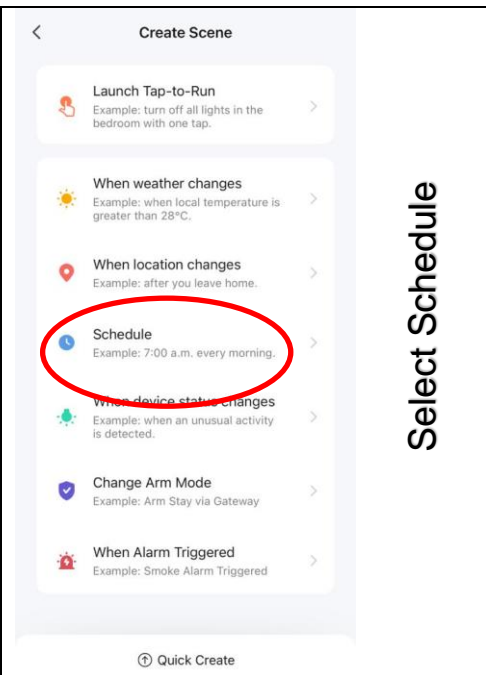 Create Scene
Launch Tap-to-Run
Example: turn off all lights in the
bedroom with one tap.
When weather changes
Example: when local temperature is
greater than 28°C.
When location changes
Example: after you leave home.
Schedule
Example: 7:00 a.m. every morning.
When device status changes
Example: when an unusual activity
is detected.
Change Arm Mode
Example: Arm Stay via Gateway
When Alarm Triggered
Example: Smoke Alarm Triggered
Quick Create
Select Schedule